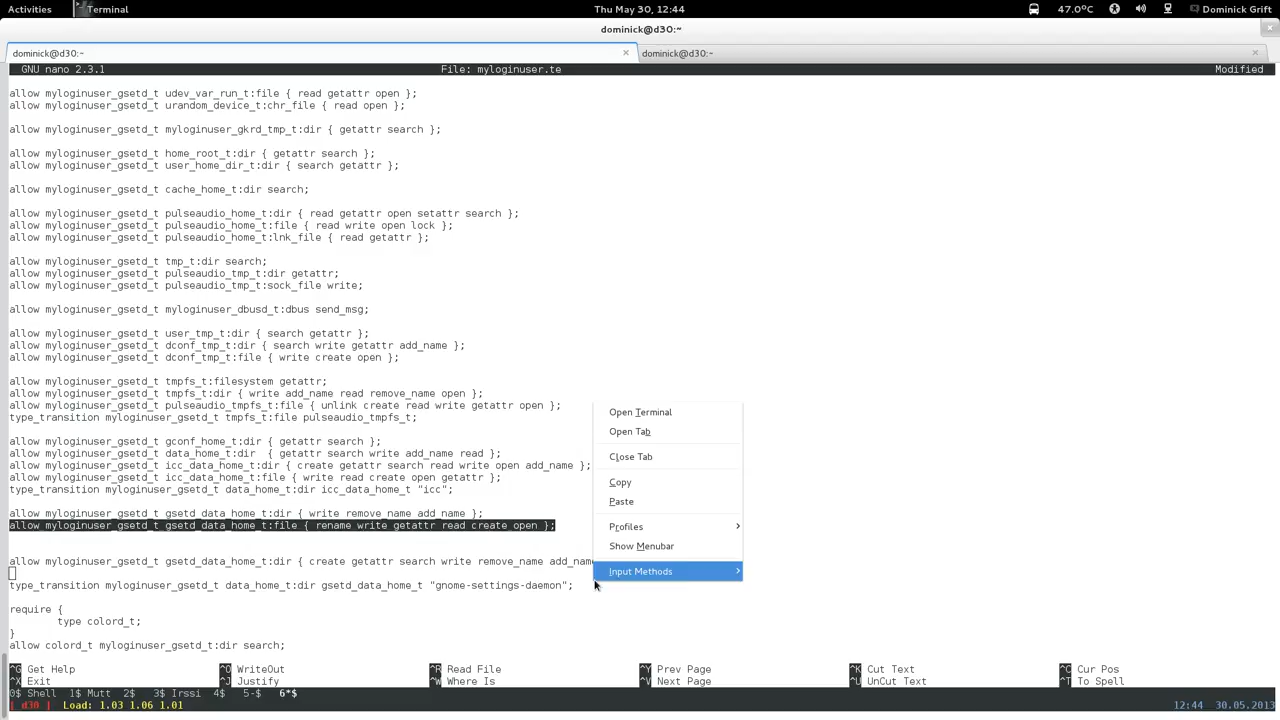 Activities Terminal Thu May 30, 12:44 47.0°C Dominick Grift
dominick@d30:~
dominick@d30:~ dominick@d30:~
GNU nano 2.3.1 File: myloginuser.te Modified
allow myloginuser_gsetd_t udev_var_run_t:file { read getattr open };
allow myloginuser_gsetd_t urandom_device_t:chr_file { read open };
allow myloginuser_gsetd_t myloginuser_gkrd_tmp_t:dir { getattr search };
allow myloginuser_gsetd_t home_root_t:dir { getattr search };
allow myloginuser_gsetd_t user_home_dir_t:dir { search getattr };
allow myloginuser_gsetd_t cache_home_t:dir search;
allow myloginuser_gsetd_t pulseaudio_home_t:dir { read getattr open setattr search };
allow myloginuser_gsetd_t pulseaudio_home_t:file { read write open lock };
allow myloginuser_gsetd_t pulseaudio_home_t:lnk_file { read getattr };
allow myloginuser_gsetd_t tmp_t:dir search;
allow myloginuser_gsetd_t pulseaudio_tmp_t:dir getattr;
allow myloginuser_gsetd_t pulseaudio_tmp_t:sock_file write;
allow myloginuser_gsetd_t myloginuser_dbusd_t:dbus send_msg;
allow myloginuser_gsetd_t user_tmp_t:dir { search getattr };
allow myloginuser_gsetd_t dconf_tmp_t:dir { search write getattr add_name };
allow myloginuser_gsetd_t dconf_tmp_t:file { write create open };
allow myloginuser_gsetd_t tmpfs_t:filesystem getattr;
allow myloginuser_gsetd_t tmpfs_t:dir { write add_name read remove_name open };
allow myloginuser_gsetd_t pulseaudio_tmpfs_t:file { unlink create read write getattr open };
type_transition myloginuser_gsetd_t tmpfs_t:file pulseaudio_tmpfs_t;
allow myloginuser_gsetd_t gconf_home_t:dir { getattr search };
allow myloginuser_gsetd_t data_home_t:dir { getattr search write add_name read };
allow myloginuser_gsetd_t icc_data_home_t:dir { create getattr search read write open add_name };
allow myloginuser_gsetd_t icc_data_home_t:file { write read create open getattr };
type_transition myloginuser_gsetd_t data_home_t:dir icc_data_home_t "icc";
allow myloginuser_gsetd_t gsetd_data_home_t:dir { write remove_name add_name };
allow myloginuser_gsetd_t gsetd_data_home_t:file { rename write getattr read create open };
allow myloginuser_gsetd_t gsetd_data_home_t:dir { create getattr search write remove_name add_nam
type_transition myloginuser_gsetd_t data_home_t:dir gsetd_data_home_t "gnome-settings-daemon";
require {
type colord_t;
}
allow colord_t myloginuser_gsetd_t:dir search;
Open Terminal
Open Tab
Close Tab
Copy
Paste
Profiles
Show Menubar
Input Methods
^G Get Help ^O WriteOut ^R Read File ^Y Prev Page ^K Cut Text ^C Cur Pos
^X Exit ^J Justify ^W Where Is ^V Next Page ^U UnCut Text ^T To Spell
0$ Shell 1$ Mutt 2$ 3$ Irssi 4$ 5-$ 6*$
[ d30 ] Load: 1.03 1.06 1.01 12:44 30.05.2013